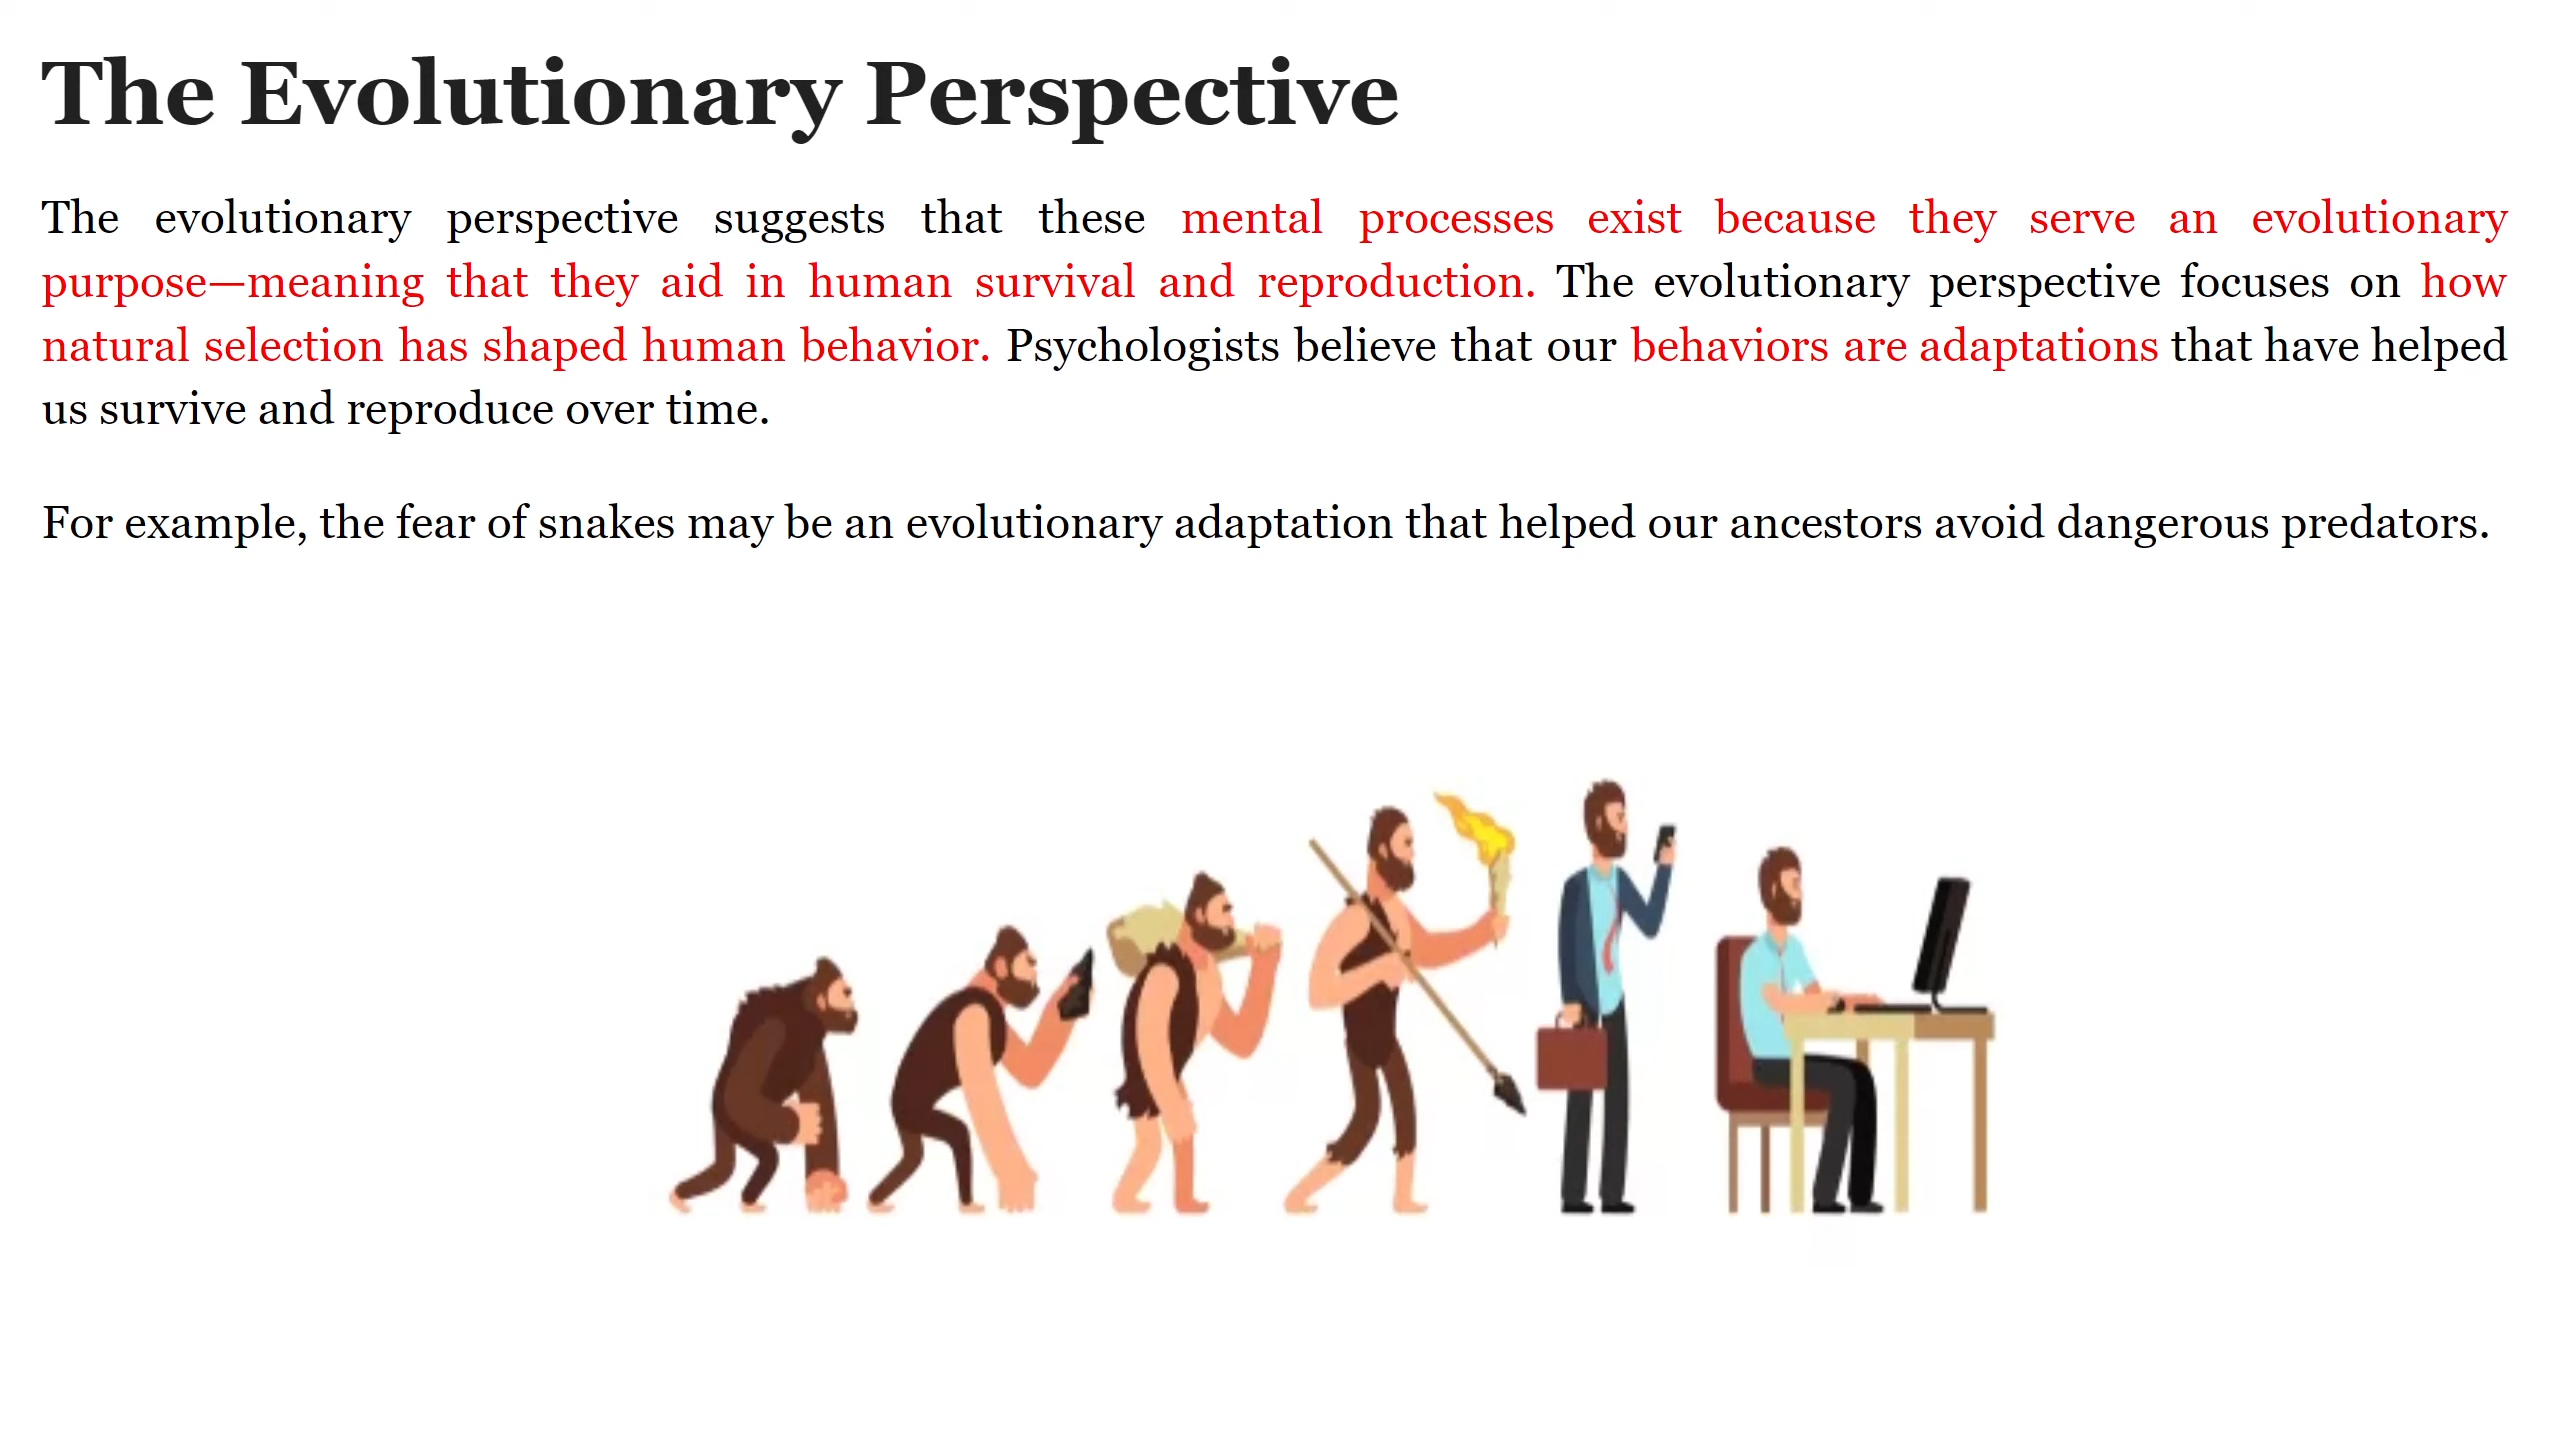 The Evolutionary Perspective
The evolutionary perspective suggests that these mental processes exist because they serve an evolutionary
purpose—meaning that they aid in human survival and reproduction. The evolutionary perspective focuses on how
natural selection has shaped human behavior. Psychologists believe that our behaviors are adaptations that have helped
us survive and reproduce over time.
For example, the fear of snakes may be an evolutionary adaptation that helped our ancestors avoid dangerous predators.